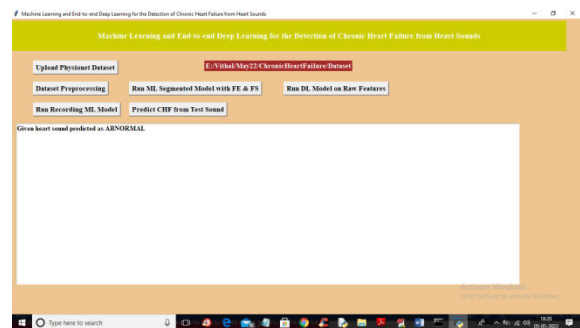 Machine Learning and End-to-end Deep Learning for the Detection of Chronic Heart Failure from Heart Sounds
Machine Learning and End-to-end Deep Learning for the Detection of Chronic Heart Failure from Heart Sounds
Upload Physionet Dataset
E:/Vithal/May22/ChronicHeartFailure/Dataset
Dataset Preprocessing
Run ML Segmented Model with FE & FS
Run DL Model on Raw Features
Run Recording ML Model
Predict CHF from Test Sound
Given heart sound predicted as ABNORMAL
Activate Windows
Go to Settings to activate Windows.
Type here to search
18:20
05-05-2022